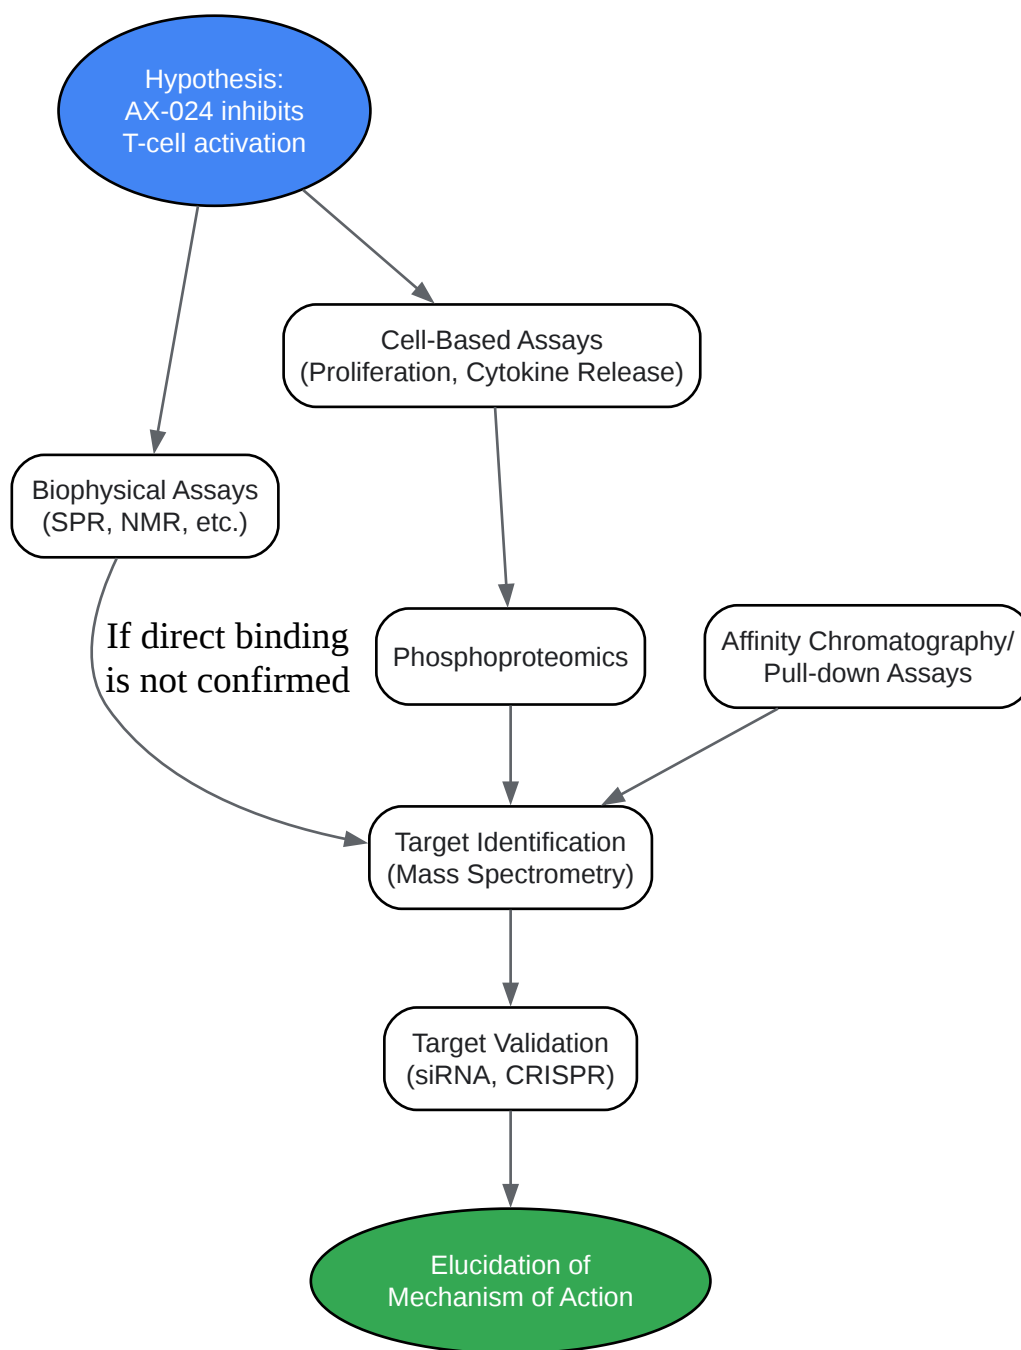 Hypothesis:
AX-024 inhibits
T-cell activation
Cell-Based Assays
(Proliferation, Cytokine Release)
Biophysical Assays
(SPR, NMR, etc.)
If direct binding
is not confirmed
Phosphoproteomics
Affinity Chromatography/
Pull-down Assays
Target Identification
(Mass Spectrometry)
Target Validation
(siRNA, CRISPR)
Elucidation of
Mechanism of Action